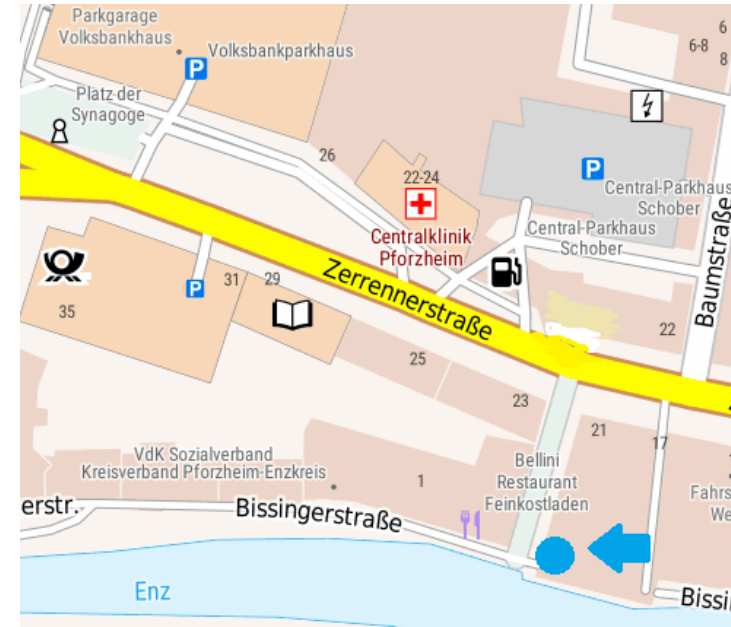 Parkgarage
Volksbankhaus
Volksbankparkhaus
P
6
6-8
8
Platz der
Synagoge
26
22-24
P
Central-Parkhaus
Schober
Centralklinik
Pforzheim
Central-Parkhaus
Schober
Baumstraße
Zerrennerstraße
P
31
29
35
22
25
23
21
17
VdK Sozialverband
Kreisverband Pforzheim-Enzkreis
1
Bellini
Restaurant
Feinkostladen
Fahrs
We
erstr.
Bissingerstraße
Enz
Bissi